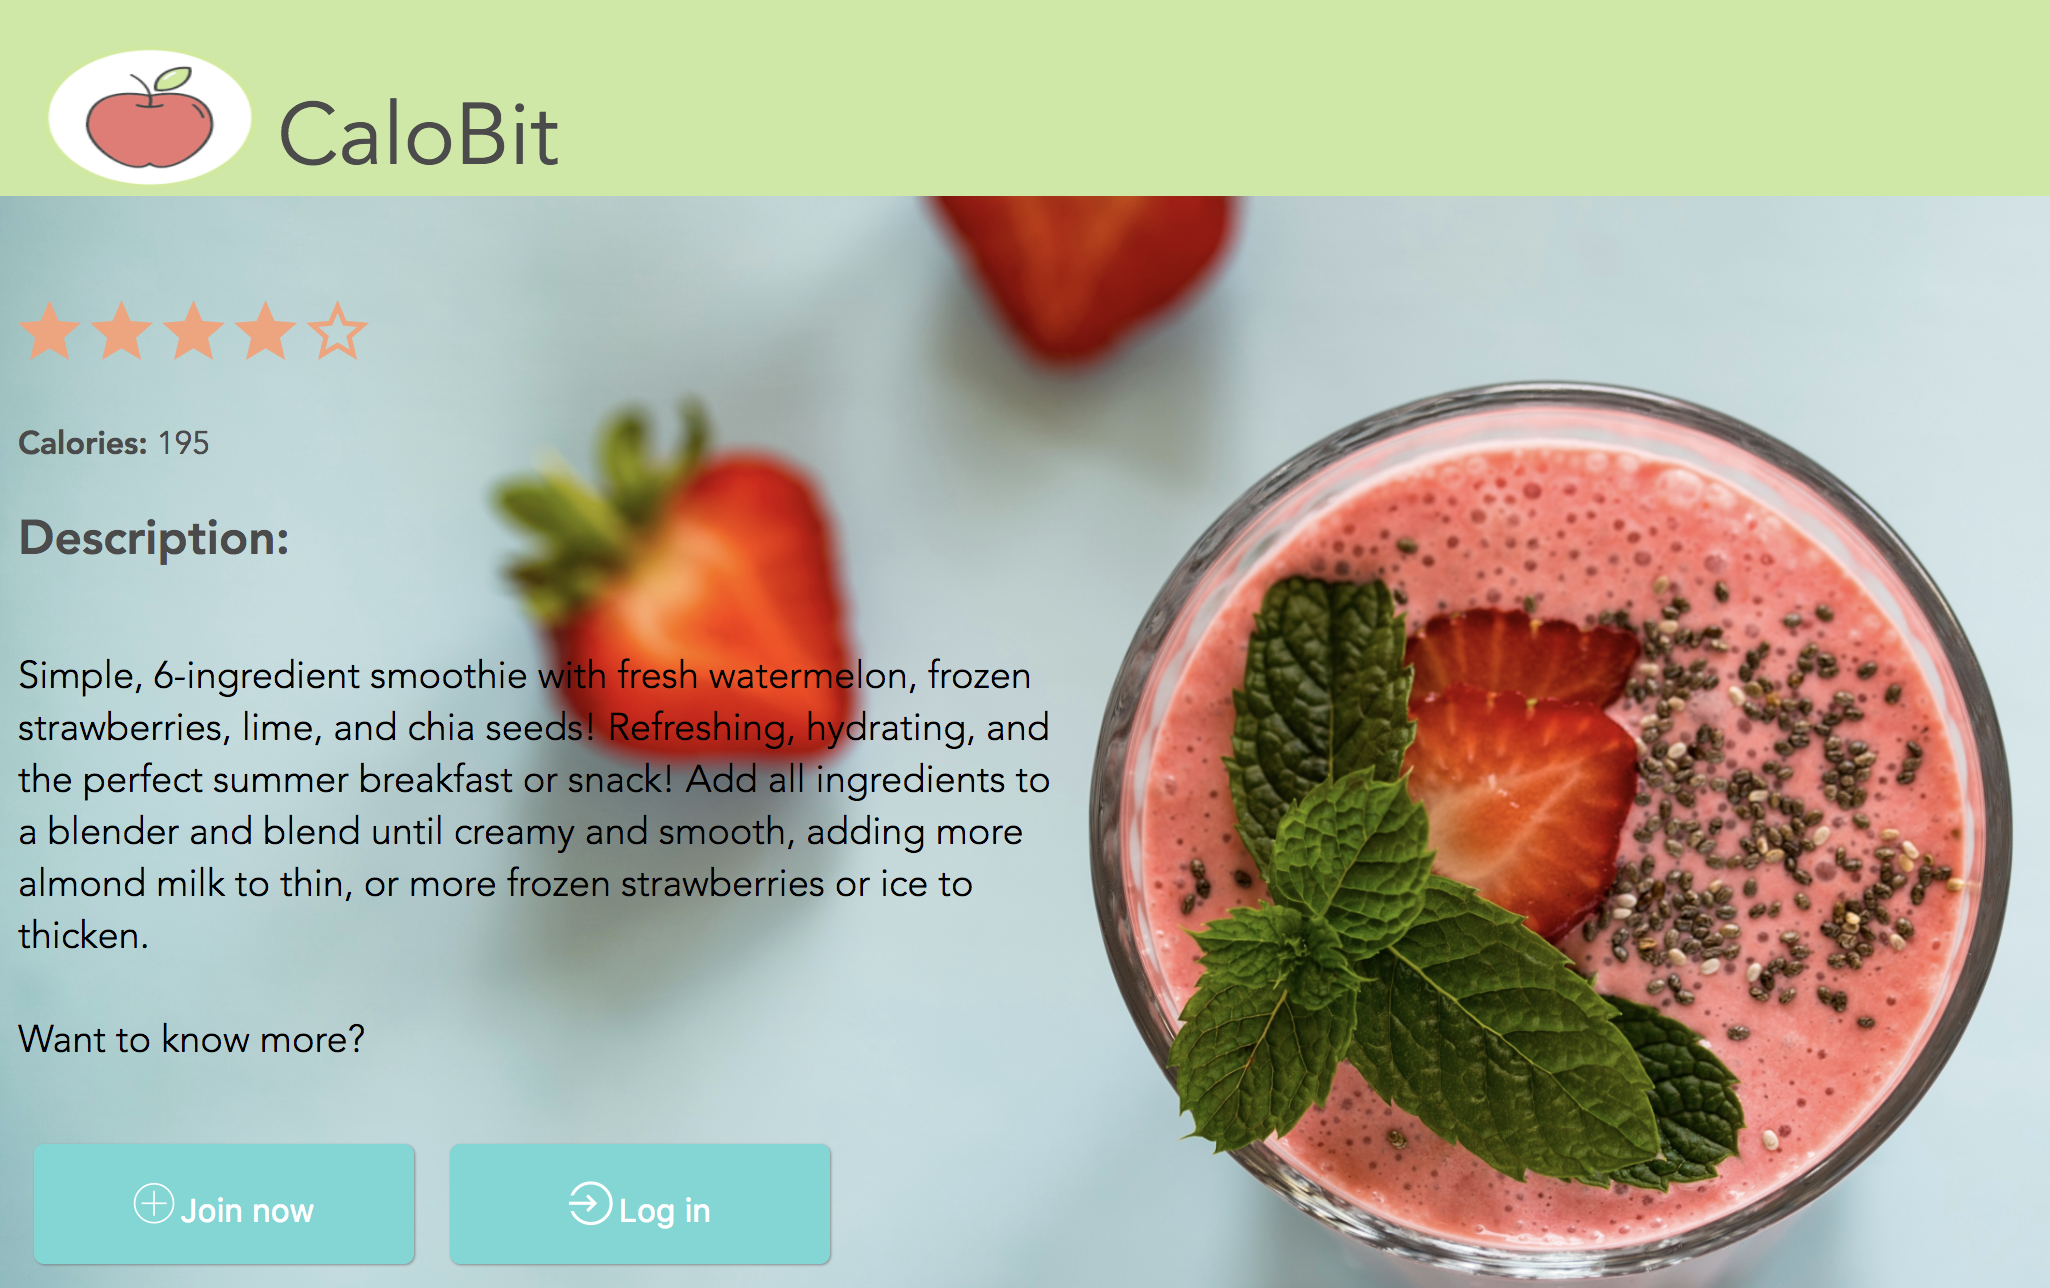 CaloBit
Calories: 195
Description:
Simple, 6-ingredient smoothie with fresh watermelon, frozen
strawberries, lime, and chia seeds! Refreshing, hydrating, and
the perfect summer breakfast or snack! Add all ingredients to
a blender and blend until creamy and smooth, adding more
almond milk to thin, or more frozen strawberries or ice to
thicken.
Want to know more?
Join now
Log in